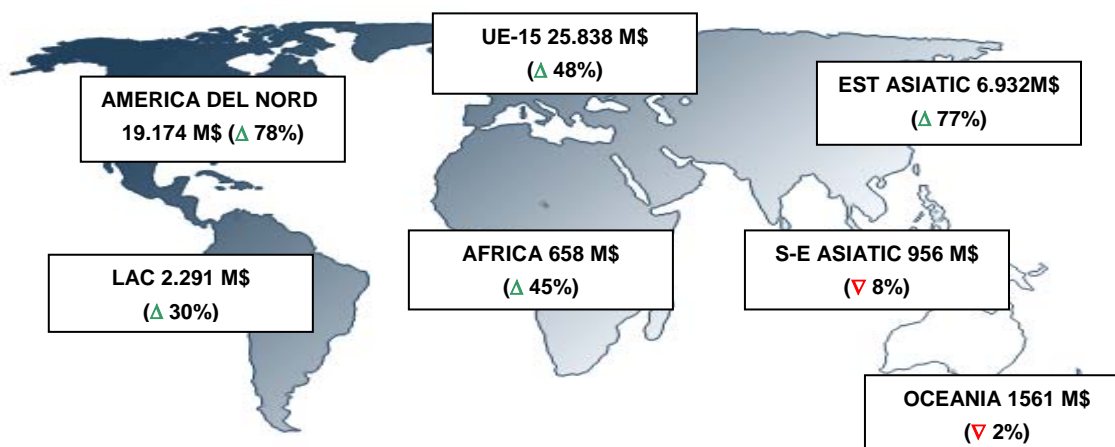 UE-15 25.838 M$
(Δ 48%)
AMERICA DEL NORD
19.174 M$ (Δ 78%)
EST ASIATIC 6.932M$
(Δ 77%)
LAC 2.291 M$
(Δ 30%)
AFRICA 658 M$
(Δ 45%)
S-E ASIATIC 956 M$
(∇ 8%)
OCEANIA 1561 M$
(∇ 2%)